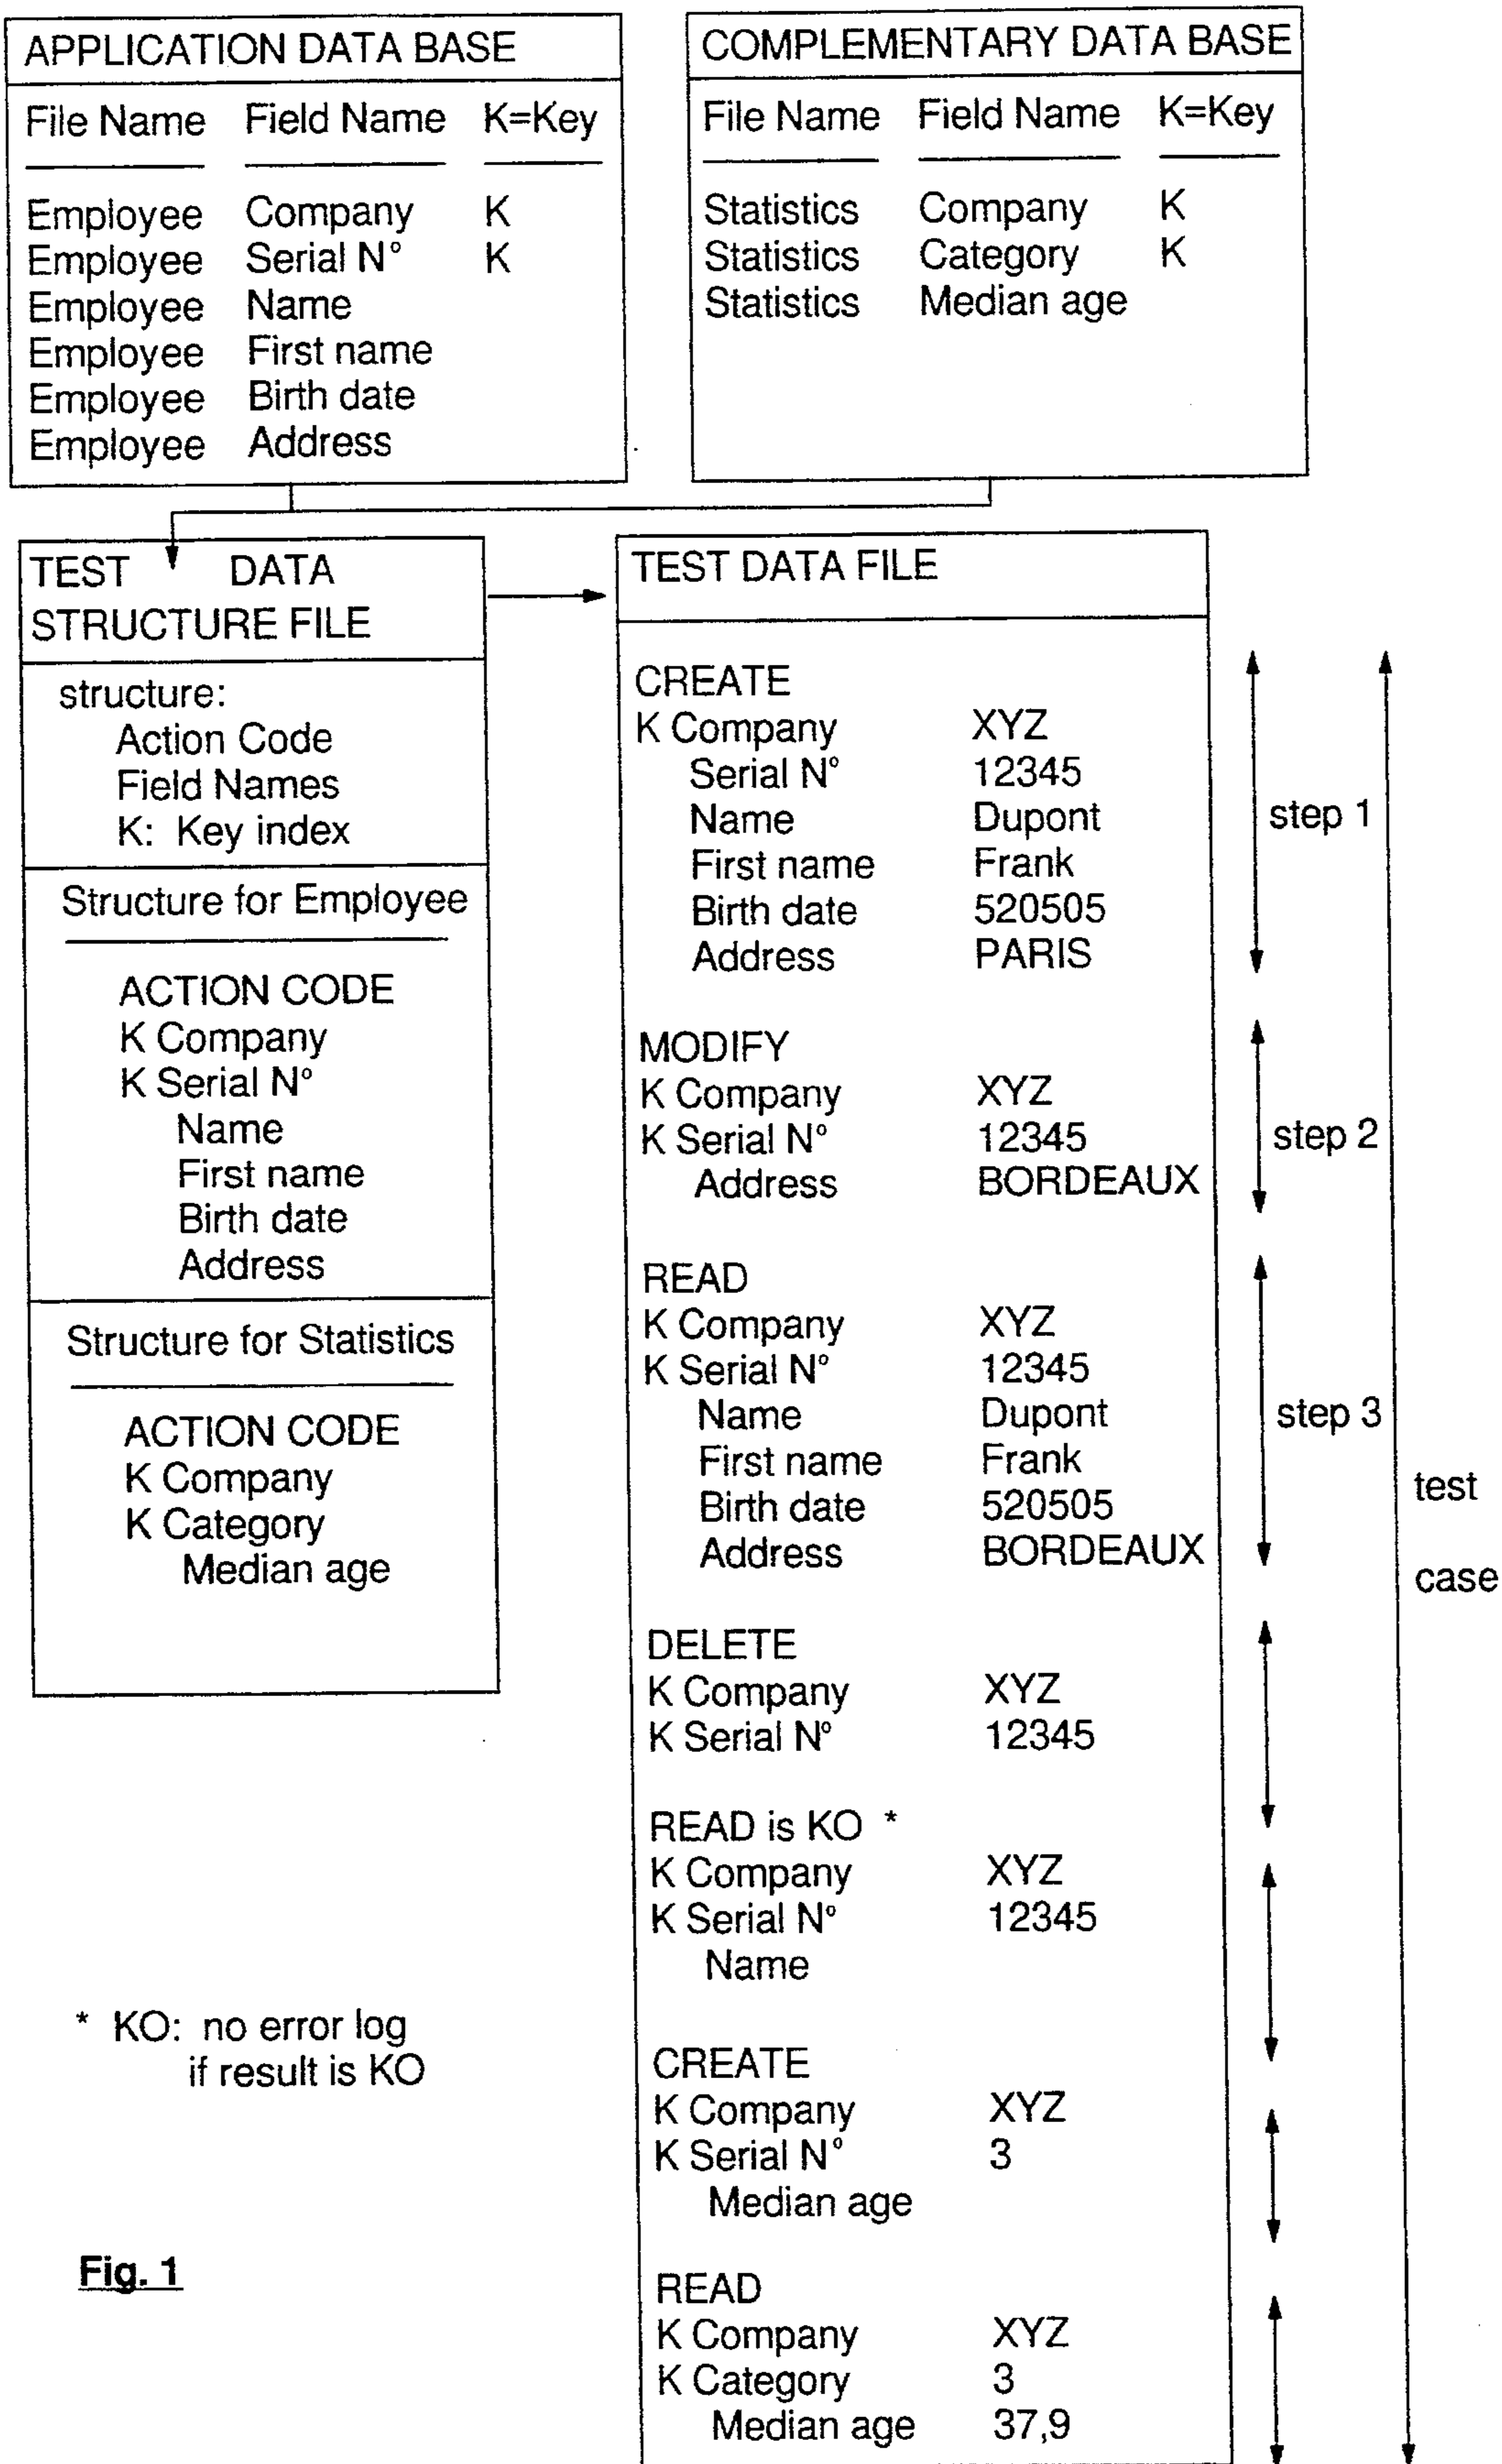 APPLICATION DATA BASE
File Name Field Name K=Key
Employee Company K
Employee Serial N° K
Employee Name
Employee First name
Employee Birth date
Employee Address
COMPLEMENTARY DATA BASE
File Name Field Name K=Key
Statistics Company K
Statistics Category K
Statistics Median age
TEST DATA
STRUCTURE FILE
structure:
Action Code
Field Names
K: Key index
Structure for Employee
ACTION CODE
K Company
K Serial N°
Name
First name
Birth date
Address
Structure for Statistics
ACTION CODE
K Company
K Category
Median age
TEST DATA FILE
CREATE
K Company XYZ
Serial N° 12345
Name Dupont
First name Frank
Birth date 520505
Address PARIS
step 1
MODIFY
K Company XYZ
K Serial N° 12345
Address BORDEAUX
step 2
READ
K Company XYZ
K Serial N° 12345
Name Dupont
First name Frank
Birth date 520505
Address BORDEAUX
step 3
test
case
DELETE
K Company XYZ
K Serial N° 12345
READ is KO *
K Company XYZ
K Serial N° 12345
Name
CREATE
K Company XYZ
K Serial N° 3
Median age
READ
K Company XYZ
K Category 3
Median age 37,9
* KO: no error log
if result is KO
Fig. 1